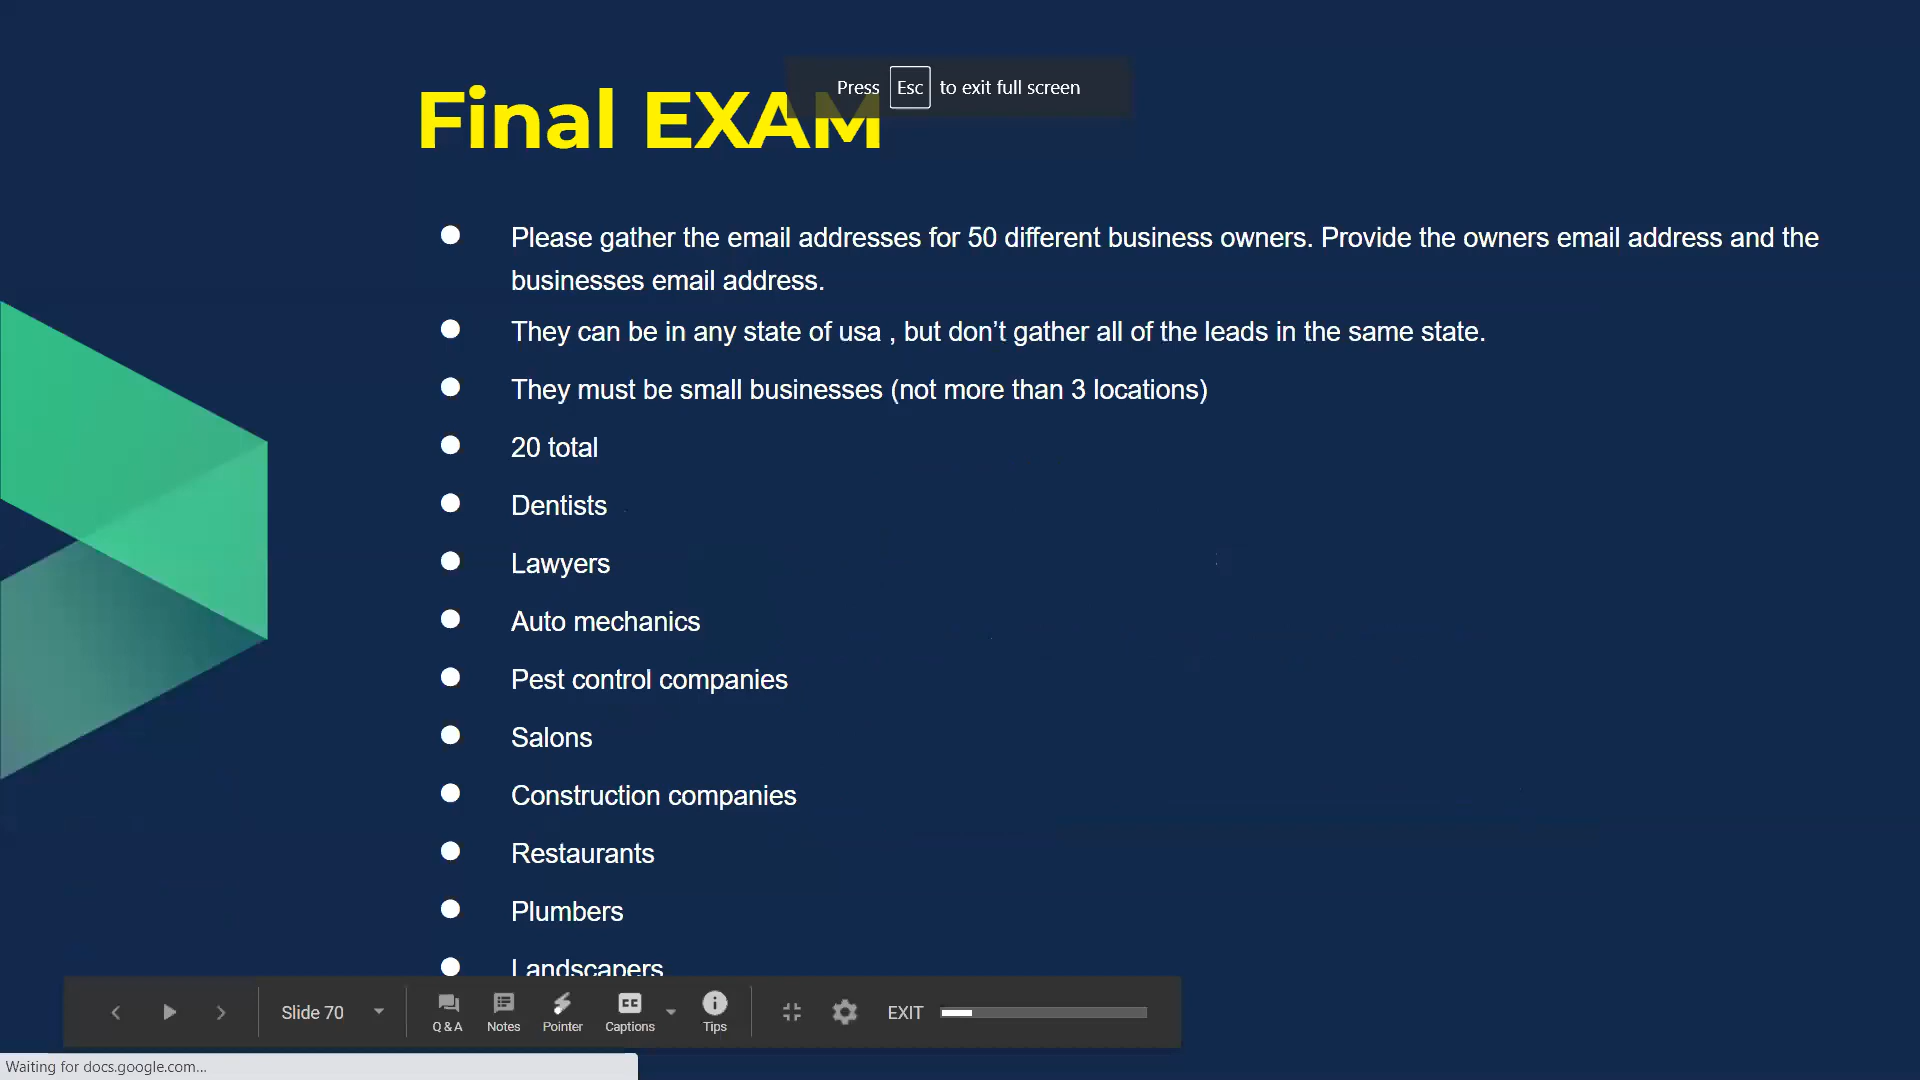 Press Esc to exit full screen
Final EXAM
Please gather the email addresses for 50 different business owners. Provide the owners email address and the
businesses email address.
They can be in any state of usa , but don’t gather all of the leads in the same state.
They must be small businesses (not more than 3 locations)
20 total
Dentists
Lawyers
Auto mechanics
Pest control companies
Salons
Construction companies
Restaurants
Plumbers
Landscapers
Slide 70
Q & A
Notes
Pointer
CC
Captions
Tips
EXIT
Waiting for docs.google.com...